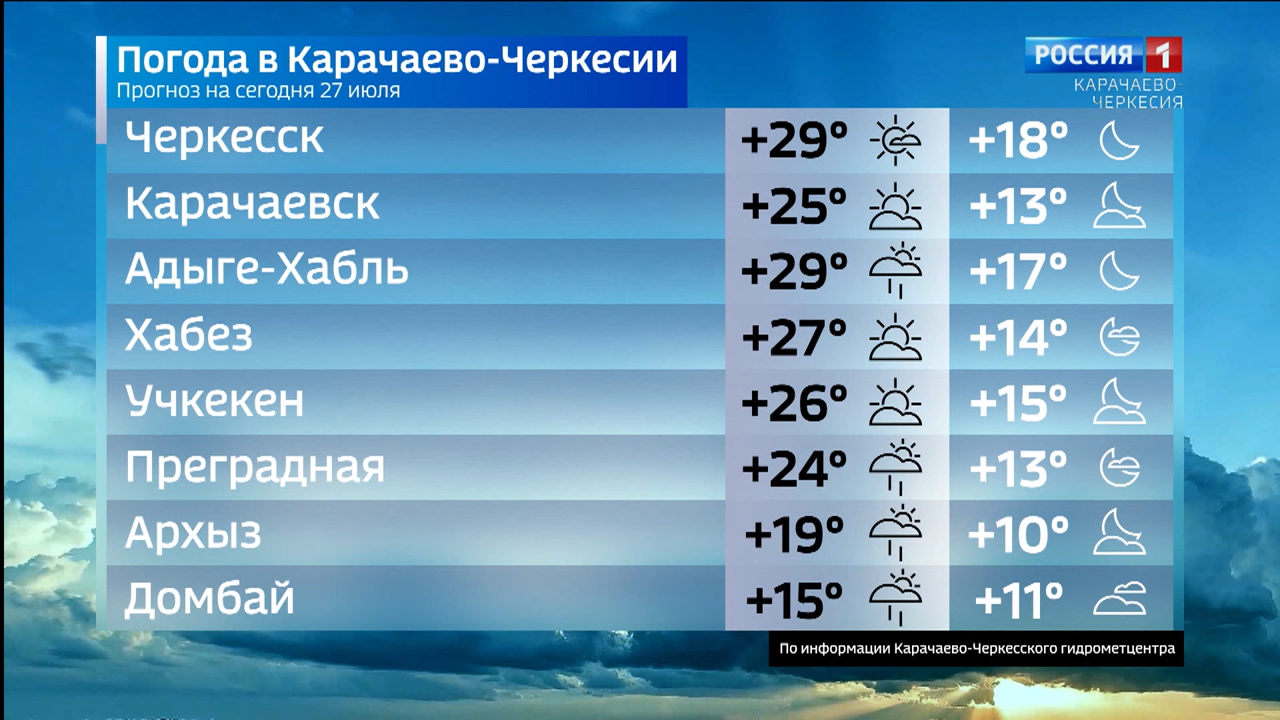 Погода в Карачаево-Черкесии
Прогноз на сегодня 27 июля
РОССИЯ 1
КАРАЧАЕВО-
ЧЕРКЕСИЯ
Черкесск +29° +18°
Карачаевск +25° +13°
Адыге-Хабль +29° +17°
Хабез +27° +14°
Учкекен +26° +15°
Преградная +24° +13°
Архыз +19° +10°
Домбай +15° +11°
По информации Карачаево-Черкесского гидрометцентра